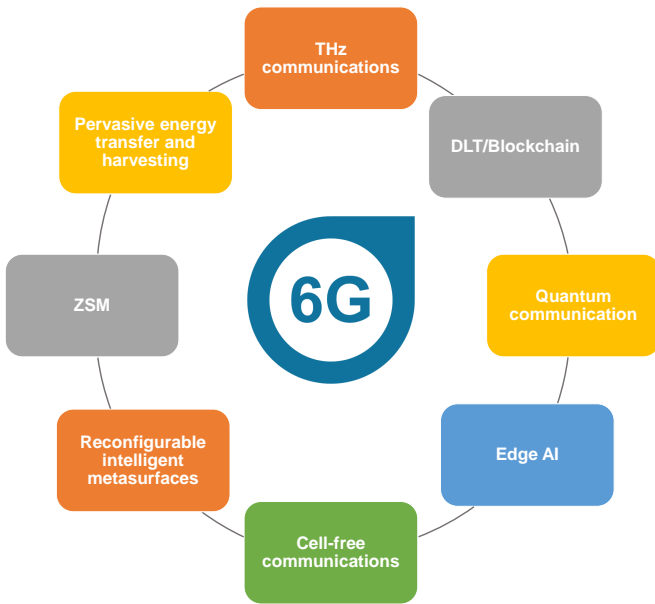 THz
communications
DLT/Blockchain
Quantum
communication
Edge AI
Cell-free
communications
Reconfigurable
intelligent
metasurfaces
ZSM
Pervasive energy
transfer and
harvesting
6G